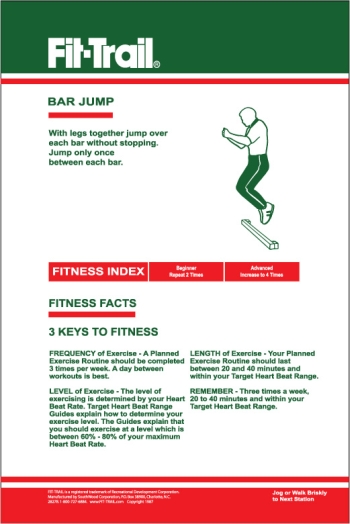 Fit-Trail®
BAR JUMP
With legs together jump over
each bar without stopping.
Jump only once
between each bar.
FITNESS INDEX
Beginner
Repeat 2 Times
Advanced
Increase to 4 Times
FITNESS FACTS
3 KEYS TO FITNESS
FREQUENCY of Exercise - A Planned
Exercise Routine should be completed
3 times per week. A day between
workouts is best.
LEVEL of Exercise - The level of
exercising is determined by your Heart
Beat Rate. Target Heart Beat Range
Guides explain how to determine your
exercise level. The Guides explain that
you should exercise at a level which is
between 60% - 80% of your maximum
Heart Beat Rate.
LENGTH of Exercise - Your Planned
Exercise Routine should last
between 20 and 40 minutes and
within your Target Heart Beat Range.
REMEMBER - Three times a week,
20 to 40 minutes and within your
Target Heart Beat Range.
FIT-TRAIL is a registered trademark of Recreational Development Corporation.
Manufactured by SouthWood Corporation, P.O. Box Charlotte, N.C.
www.Fit-Trail.com Copyright 1997
Jog or Walk Briskly
to Next Station